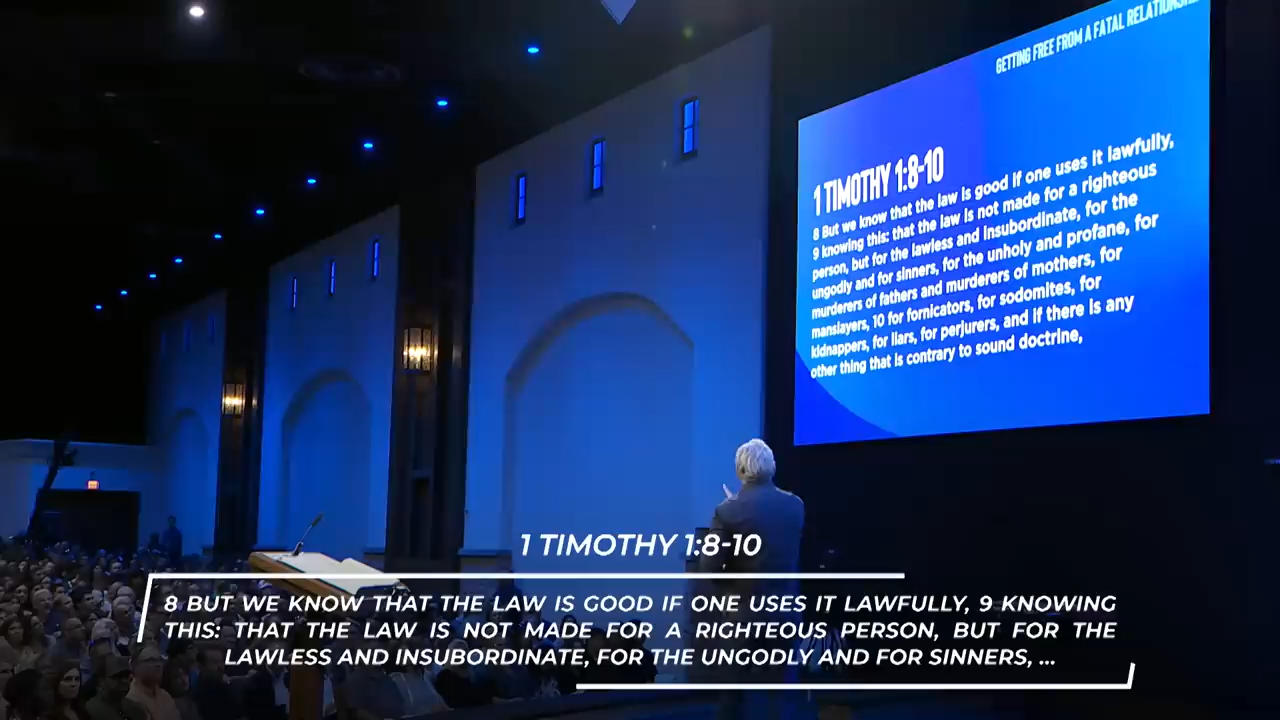 GETTING FREE FROM A FATAL
1 TIMOTHY 1:8-10
8 But we know that the law is good if one uses it lawfully,
9 knowing this: that the law is not made for a righteous
person, but for the lawless and insubordinate, for the
ungodly and for sinners, for the unholy and profane, for
murderers of fathers and murderers of mothers, for
manslayers, 10 for fornicators, for sodomites, for
kidnappers, for liars, for perjurers, and if there is any
other thing that is contrary to sound doctrine,
1 TIMOTHY 1:8-10
8 BUT WE KNOW THAT THE LAW IS GOOD IF ONE USES IT LAWFULLY, 9 KNOWING
THIS: THAT THE LAW IS NOT MADE FOR A RIGHTEOUS PERSON, BUT FOR THE
LAWLESS AND INSUBORDINATE, FOR THE UNGODLY AND FOR SINNERS, ...